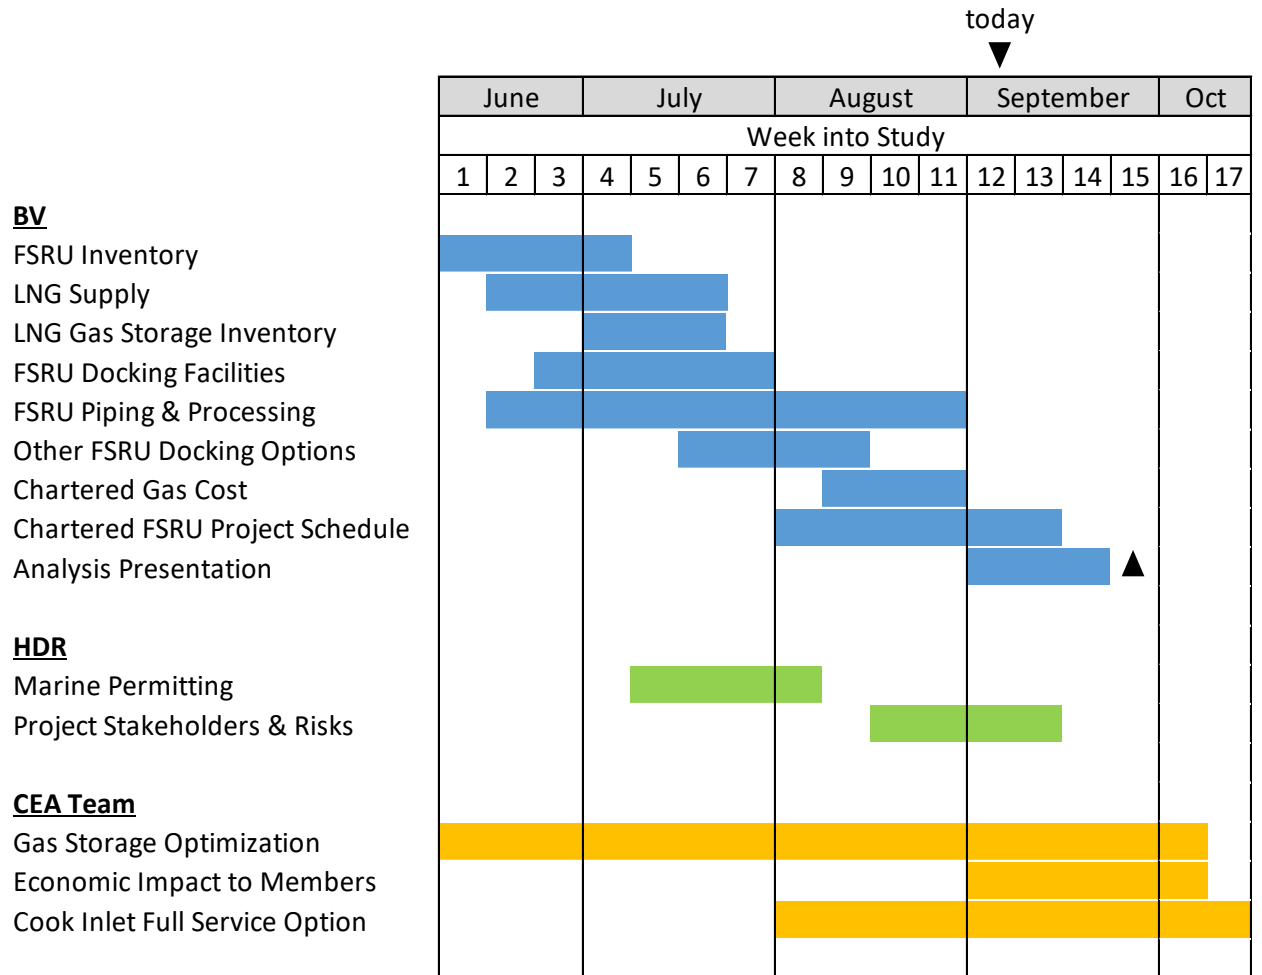 today
June July August September Oct
Week into Study
1 2 3 4 5 6 7 8 9 10 11 12 13 14 15 16 17
BV
FSRU Inventory
LNG Supply
LNG Gas Storage Inventory
FSRU Docking Facilities
FSRU Piping & Processing
Other FSRU Docking Options
Chartered Gas Cost
Chartered FSRU Project Schedule
Analysis Presentation
HDR
Marine Permitting
Project Stakeholders & Risks
CEA Team
Gas Storage Optimization
Economic Impact to Members
Cook Inlet Full Service Option